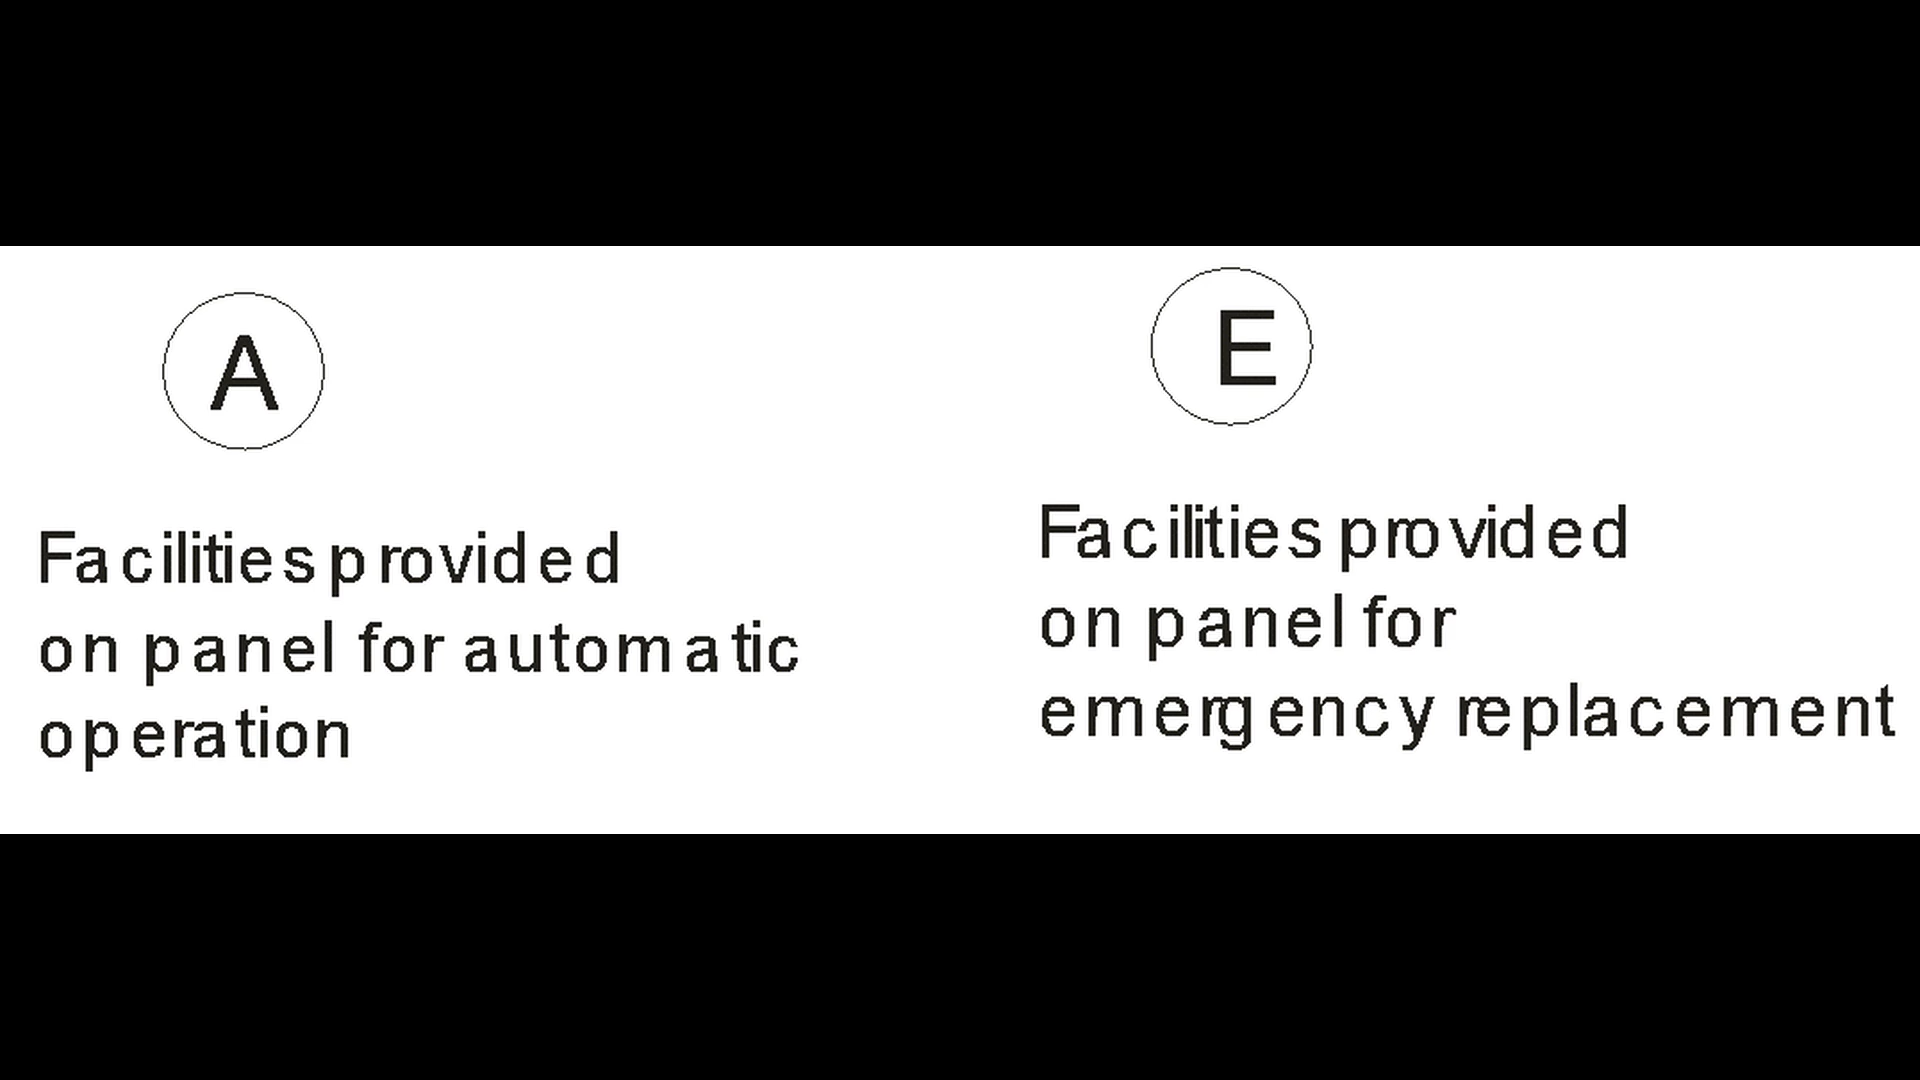 A
Facilities provided
on panel for automatic
operation
E
Facilities provided
on panel for
emergency replacement